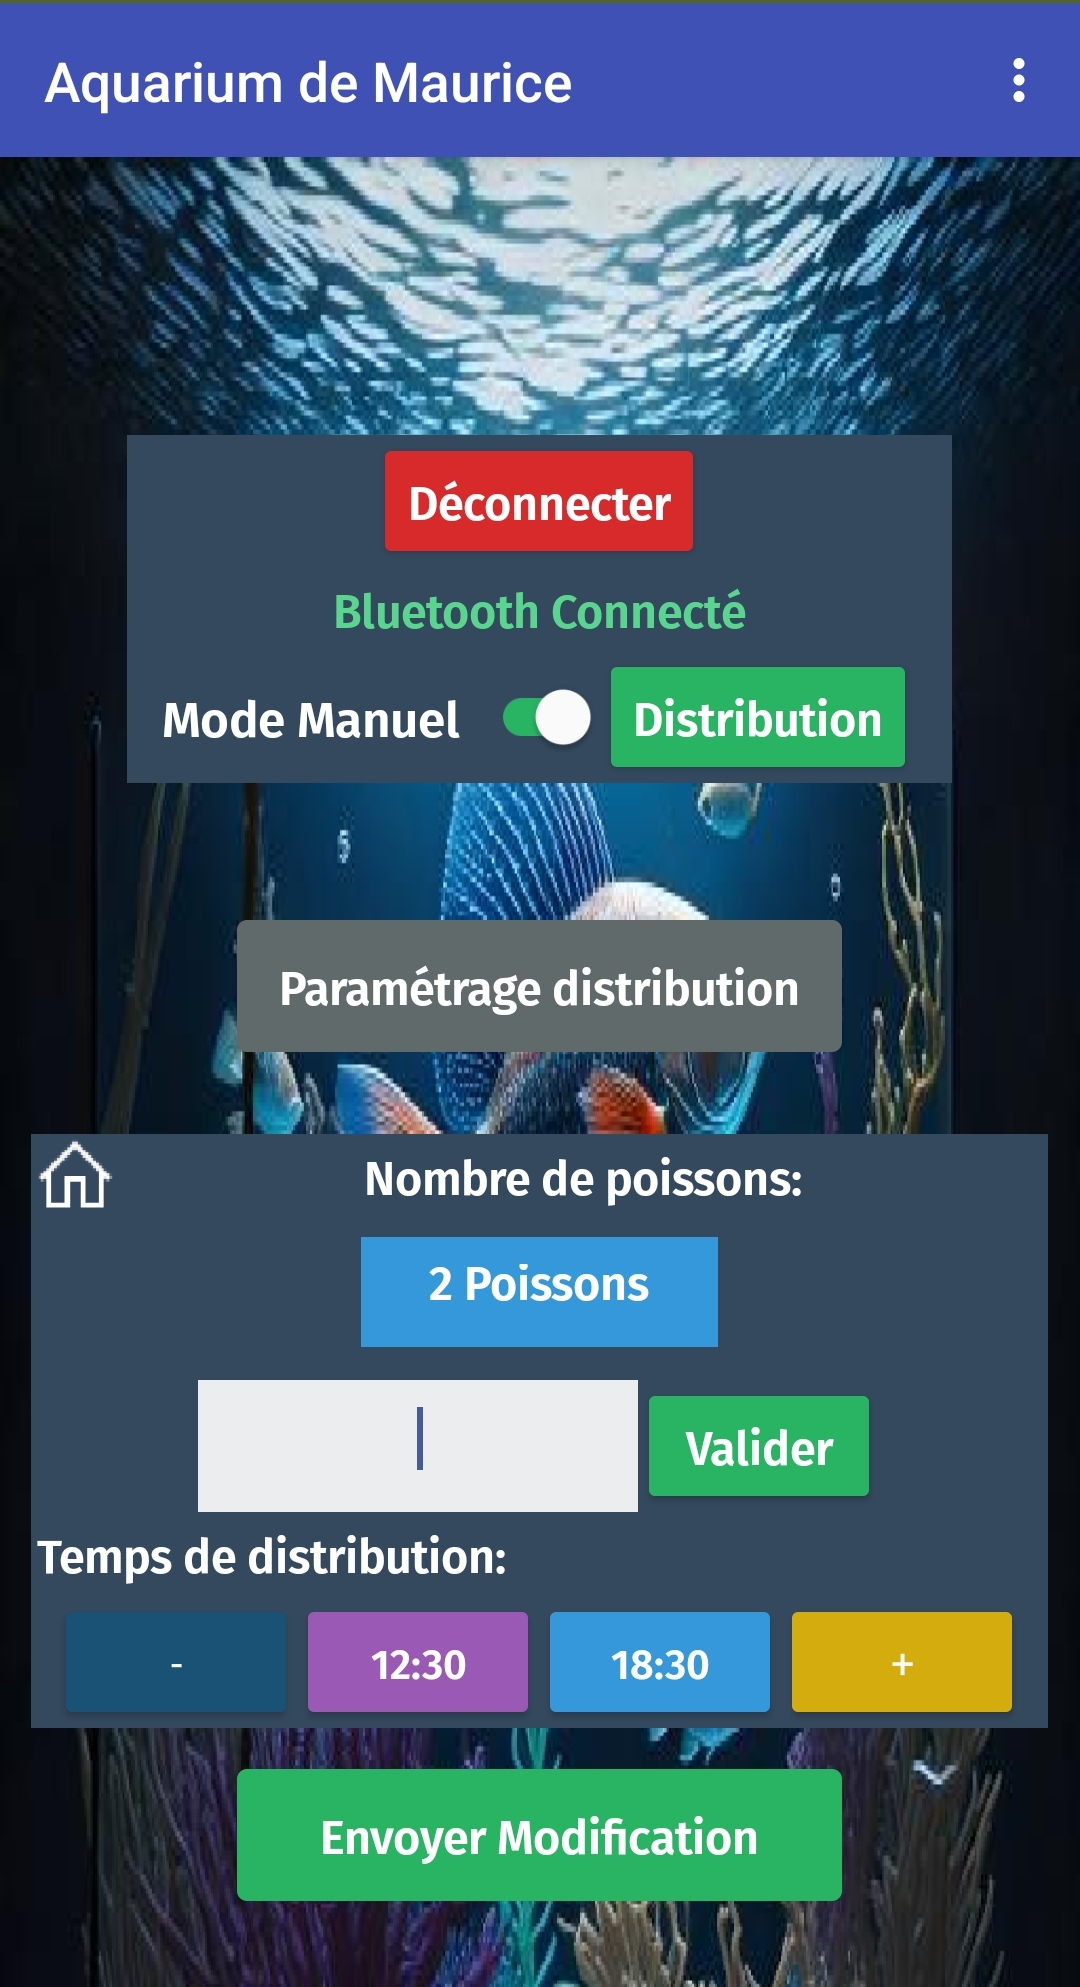 Aquarium de Maurice
Déconnecter
Bluetooth Connecté
Mode Manuel Distribution
Paramétrage distribution
Nombre de poissons:
2 Poissons
Valider
Temps de distribution:
- 12:30 18:30 +
Envoyer Modification